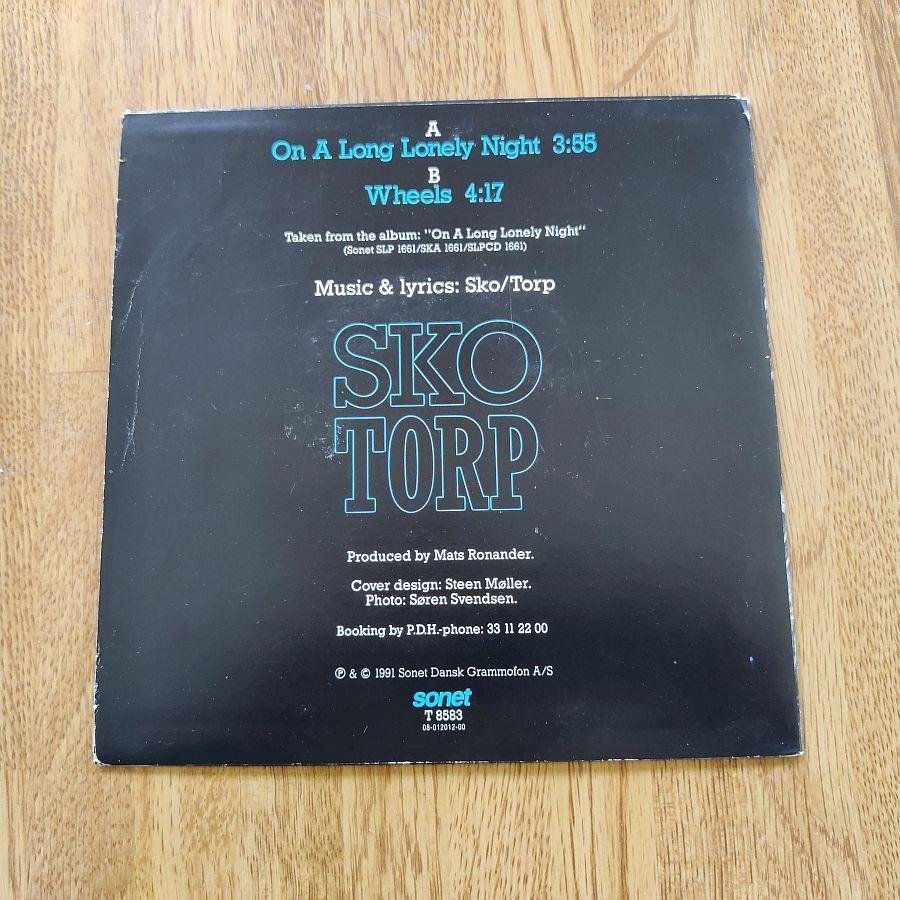 A
On A Long Lonely Night 3:55
B
Wheels 4:17
Taken from the album: "On A Long Lonely Night"
(Sonet SLP 1661/SKA 1661/SLPCD 1661)
Music & lyrics: Sko/Torp
SKO
TORP
Produced by Mats Ronander.
Cover design: Steen Møller.
Photo: Søren Svendsen.
Booking by P.D.H.-phone: 33 11 22 00
℗ & © 1991 Sonet Dansk Grammofon A/S
sonet
T 8583
08-012012-00